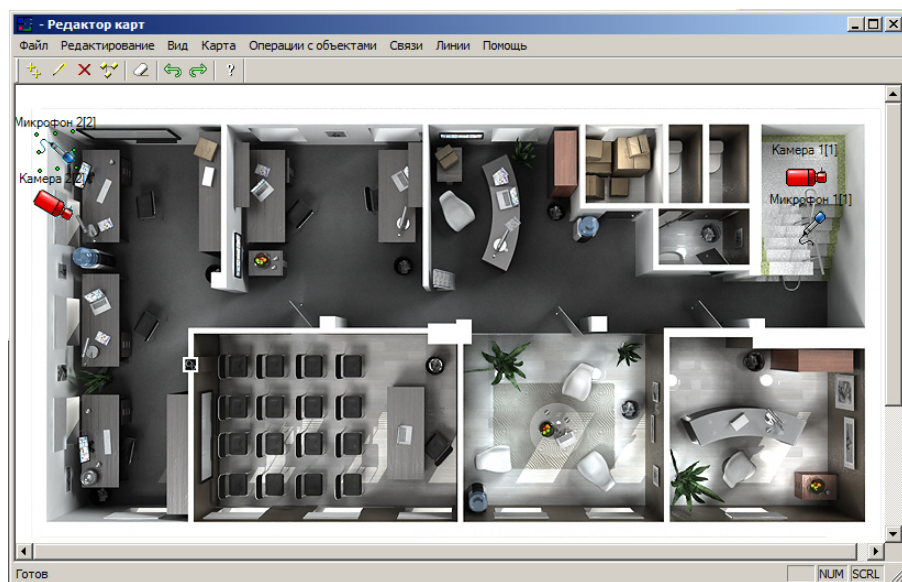 - Редактор карт
Файл Редактирование Вид Карта Операции с объектами Связи Линии Помощь
Микрофон 2[2]
Камера 2[2]
Камера 1[1]
Микрофон 1[1]
Готов
NUM SCRL